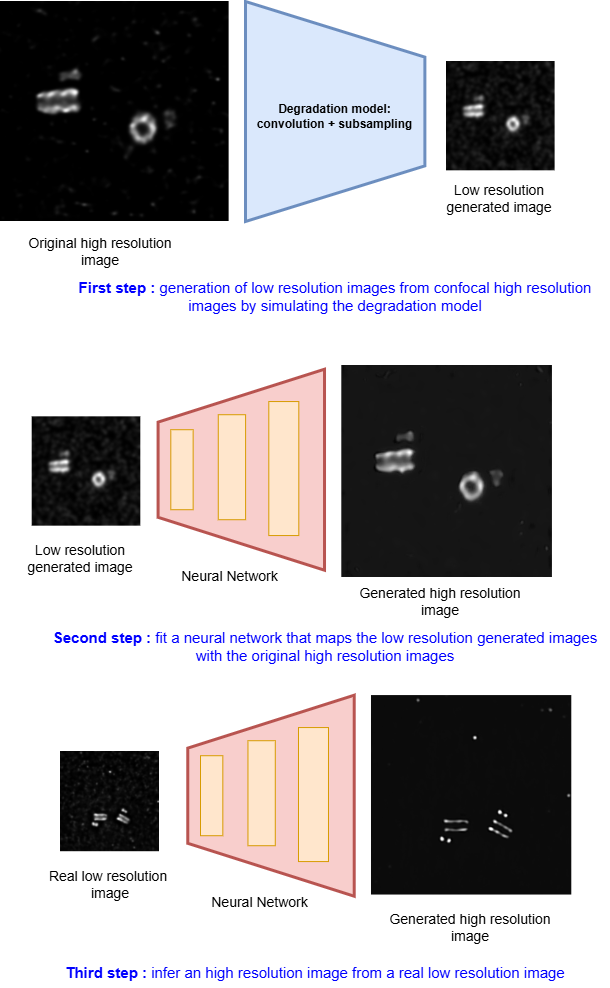 Degradation model:
convolution + subsampling
Low resolution
generated image
Original high resolution
image
First step : generation of low resolution images from confocal high resolution
images by simulating the degradation model
Low resolution
generated image
Neural Network
Generated high resolution
image
Second step : fit a neural network that maps the low resolution generated images
with the original high resolution images
Real low resolution
image
Neural Network
Generated high resolution
image
Third step : infer an high resolution image from a real low resolution image